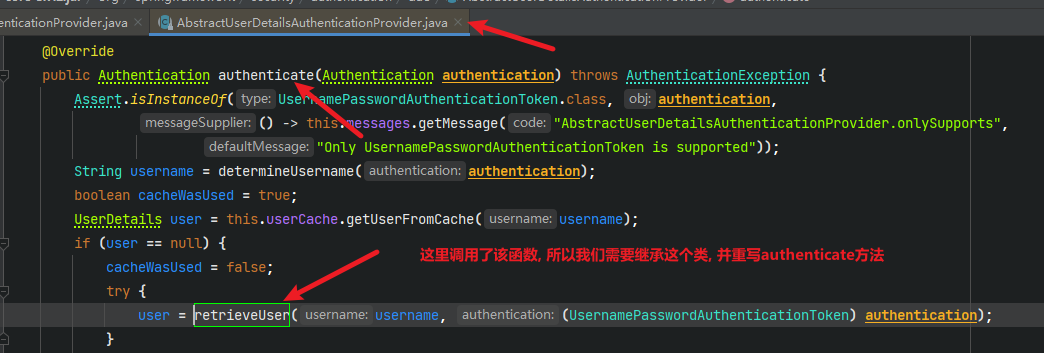 enticationProvider.java × AbstractUserDetailsAuthenticationProvider.java ×
@Override
public Authentication authenticate(Authentication authentication) throws AuthenticationException {
Assert.isInstanceOf( type: UsernamePasswordAuthenticationToken.class, obj: authentication,
messageSupplier: () -> this.messages.getMessage( code: "AbstractUserDetailsAuthenticationProvider.onlySupports",
defaultMessage: "Only UsernamePasswordAuthenticationToken is supported"));
String username = determineUsername( authentication: authentication);
boolean cacheWasUsed = true;
UserDetails user = this.userCache.getUserFromCache( username: username);
if (user == null) {
这里调用了该函数, 所以我们需要继承这个类, 并重写authenticate方法
cacheWasUsed = false;
try {
user = retrieveUser( username: username, authentication: (UsernamePasswordAuthenticationToken) authentication);
}